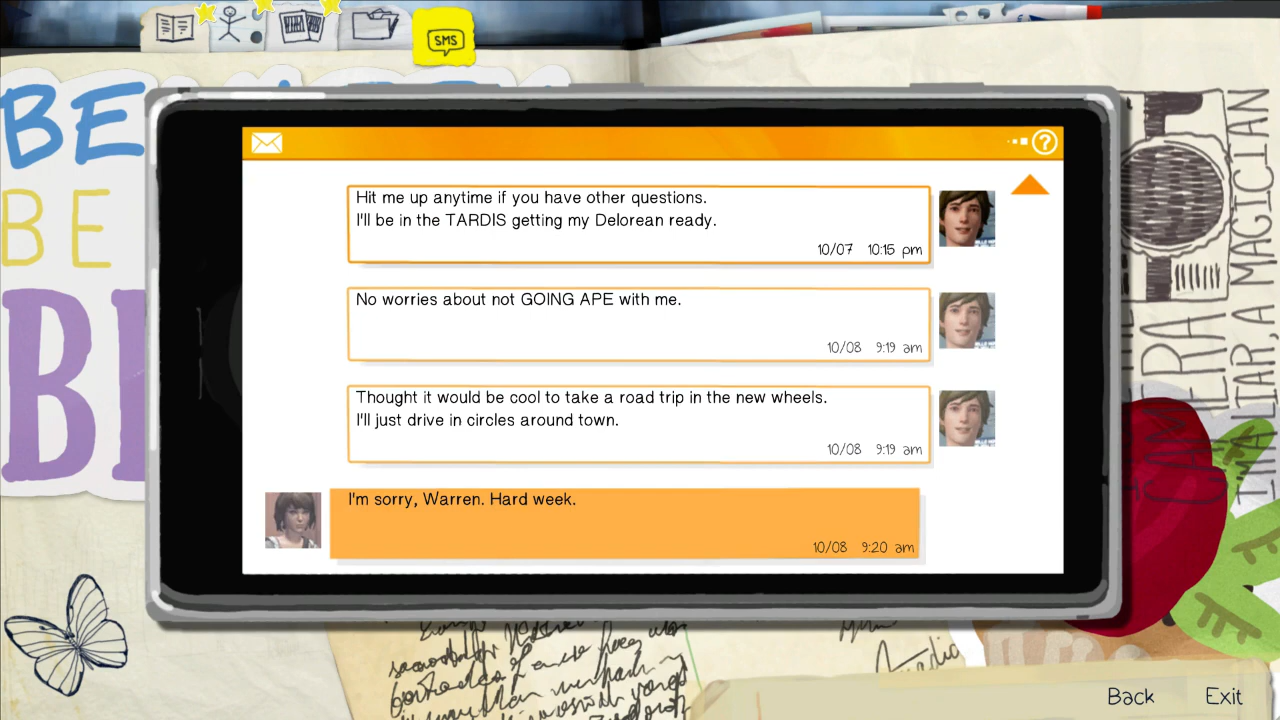 SMS
BE
BE
Hit me up anytime if you have other questions.
I'll be in the TARDIS getting my Delorean ready.
10/07 10:15 pm
No worries about not GOING APE with me.
10/08 9:19 am
Thought it would be cool to take a road trip in the new wheels.
I'll just drive in circles around town.
10/08 9:19 am
I'm sorry, Warren. Hard week.
10/08 9:20 am
CAMERA
LIAR, A MAGICIAN
Back Exit